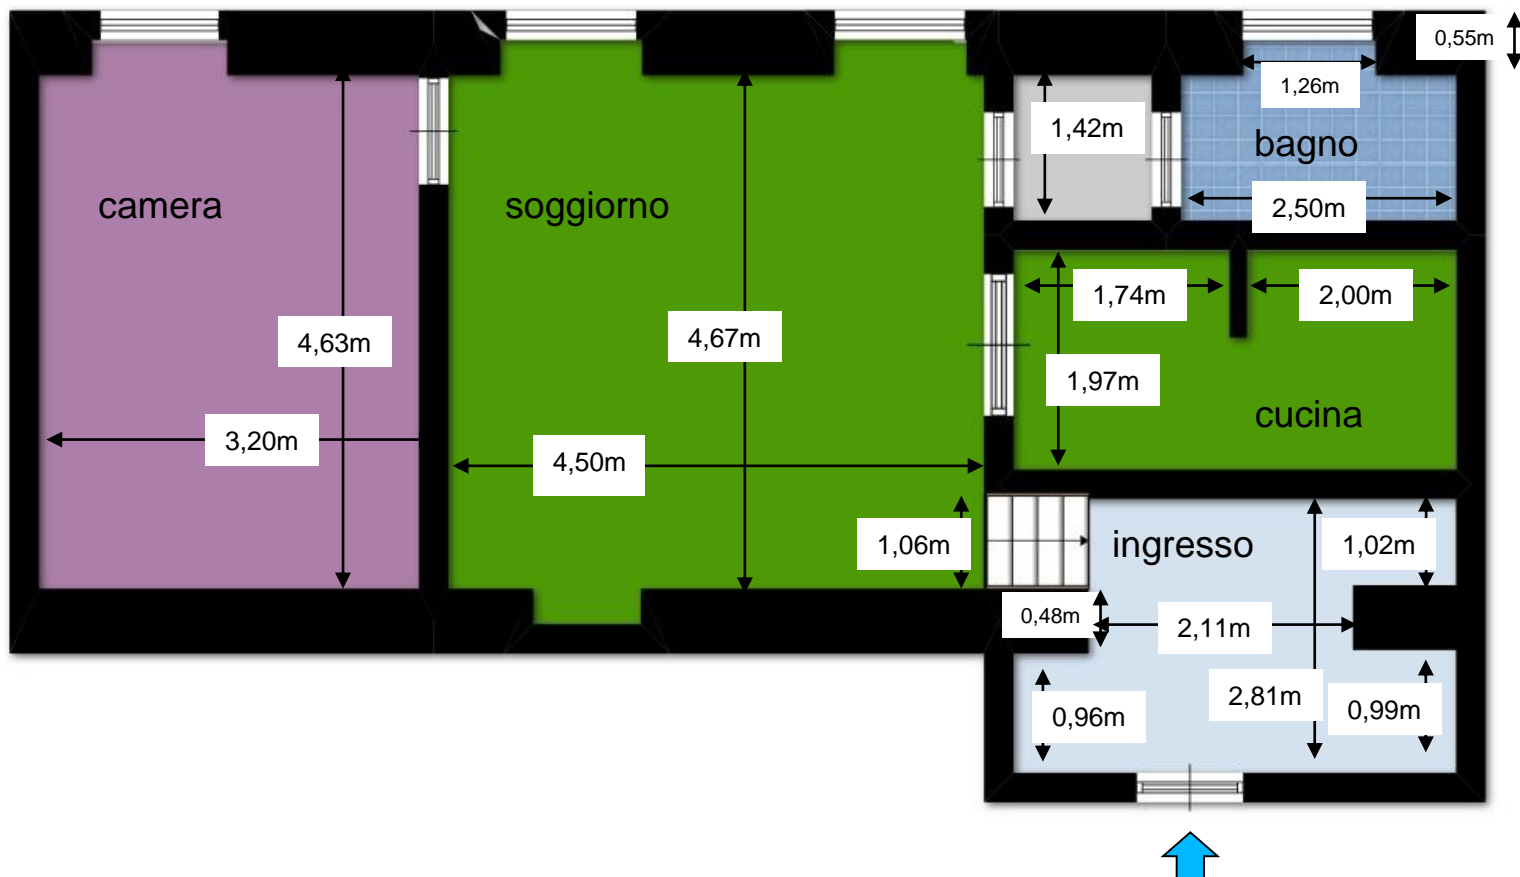 0,55m
1,26m
1,42m
bagno
camera
soggiorno
2,50m
1,74m
2,00m
4,63m
4,67m
1,97m
cucina
3,20m
4,50m
1,06m
ingresso
1,02m
0,48m
2,11m
2,81m
0,96m
0,99m